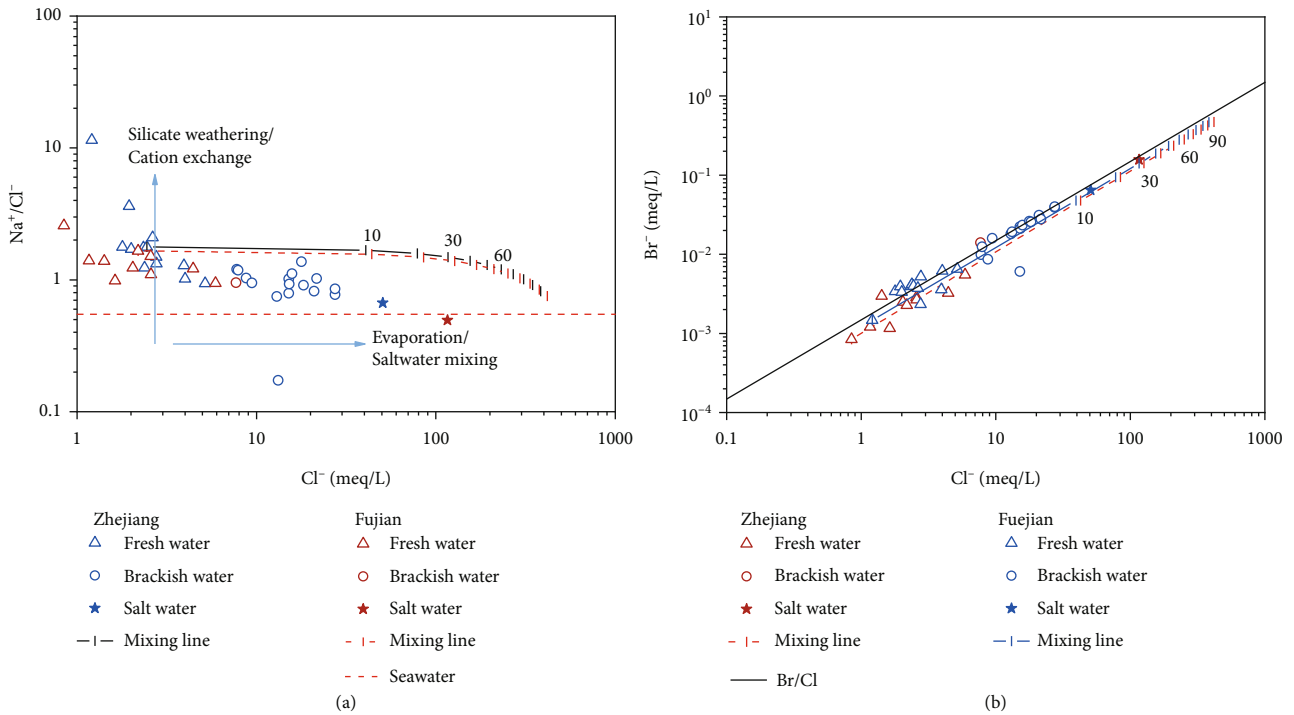 100
10
1
0.1
Na⁺/Cl⁻
Silicate weathering/
Cation exchange
10
30
60
Evaporation/
Saltwater mixing
1
10
100
1000
Cl⁻ (meq/L)
Zhejiang
Fujian
Fresh water
Fresh water
Brackish water
Brackish water
Salt water
Salt water
Mixing line
Mixing line
Seawater
(a)
10¹
10⁰
10⁻¹
10⁻²
10⁻³
10⁻⁴
Br⁻ (meq/L)
90
60
30
10
0.1
1
10
100
1000
Cl⁻ (meq/L)
Zhejiang
Fuejian
Fresh water
Fresh water
Brackish water
Brackish water
Salt water
Salt water
Mixing line
Mixing line
Br/Cl
(b)